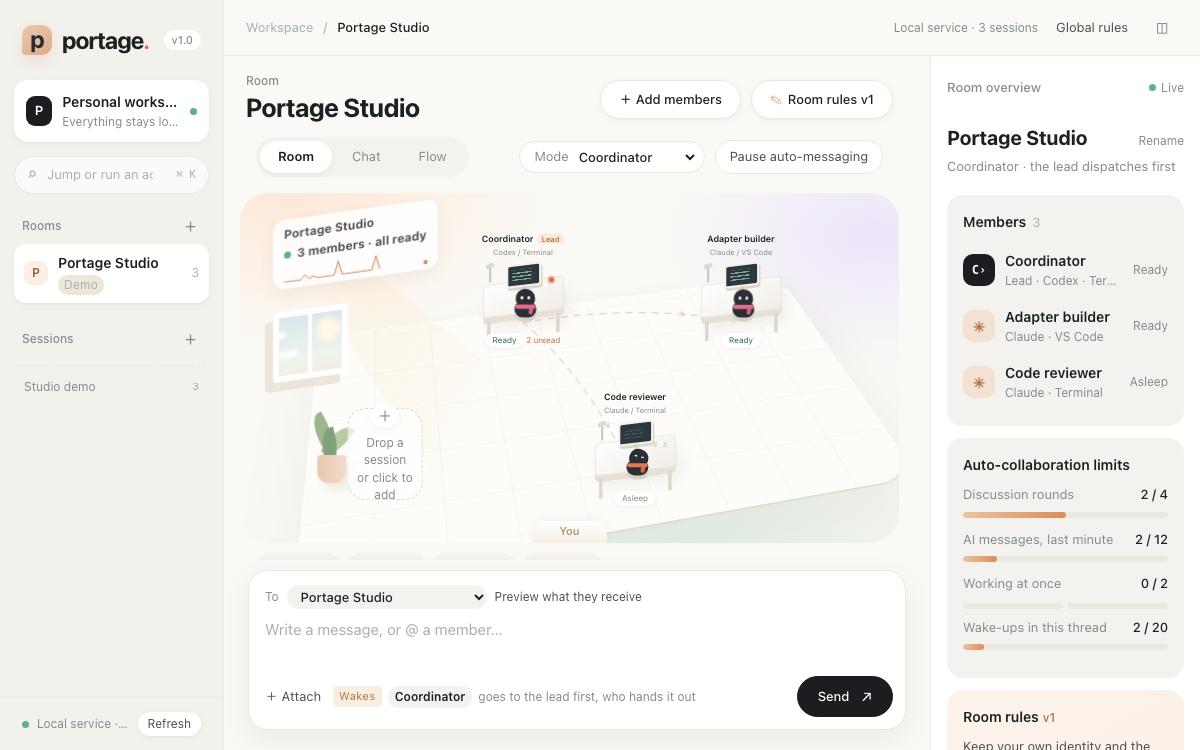 p portage. v1.0
P Personal works...
Everything stays lo...
Jump or run an ac ⌘ K
Rooms +
P Portage Studio 3
Demo
Sessions +
Studio demo 3
Local service ·... Refresh
Workspace / Portage Studio
Local service · 3 sessions Global rules
Room
Portage Studio
+ Add members
Room rules v1
Room Chat Flow
Mode Coordinator
Pause auto-messaging
Portage Studio
3 members · all ready
Coordinator Lead
Codex / Terminal
Ready 2 unread
Adapter builder
Claude / VS Code
Ready
Code reviewer
Claude / Terminal
z z
Asleep
+
Drop a
session
or click to
add
You
To Portage Studio Preview what they receive
Write a message, or @ a member...
+ Attach Wakes Coordinator goes to the lead first, who hands it out
Send ↗
Room overview Live
Portage Studio Rename
Coordinator · the lead dispatches first
Members 3
C› Coordinator Ready
Lead · Codex · Ter...
Adapter builder Ready
Claude · VS Code
Code reviewer Asleep
Claude · Terminal
Auto-collaboration limits
Discussion rounds 2 / 4
AI messages, last minute 2 / 12
Working at once 0 / 2
Wake-ups in this thread 2 / 20
Room rules v1
Keep your own identity and the